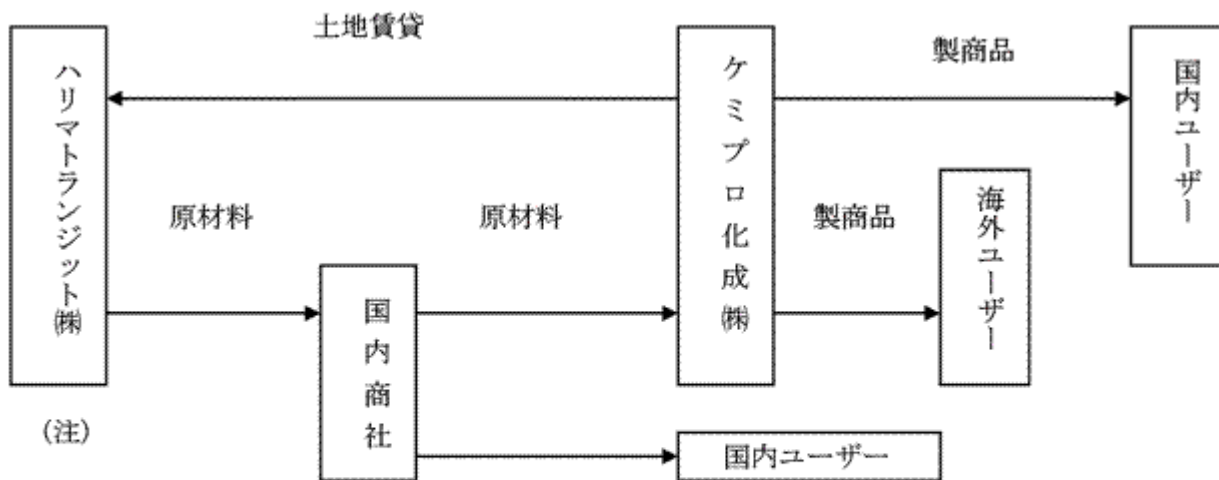 土地賃貸
製商品
ハリマトランジット㈱
ケミプロ化成㈱
国内ユーザー
原材料
原材料
製商品
海外ユーザー
国内商社
(注)
国内ユーザー